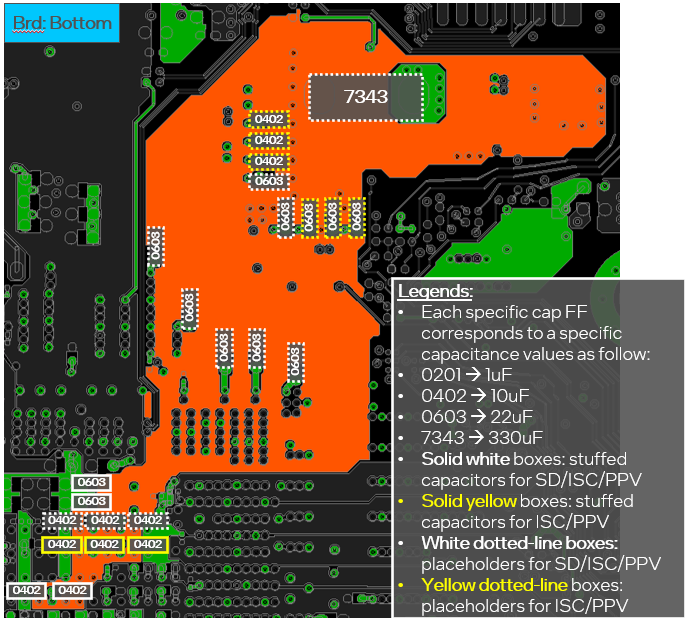 Brd: Bottom
7343
0402
0402
0402
0603
0603 0603 0603 0603
0603
0603
0603 0603 0603
0603
0603
0402 0402 0402
0402 0402 0402
0402 0402
Legends:
• Each specific cap FF
corresponds to a specific
capacitance values as follow:
• 0201 → 1uF
• 0402 → 10uF
• 0603 → 22uF
• 7343 → 330uF
• Solid white boxes: stuffed
capacitors for SD/ISC/PPV
• Solid yellow boxes: stuffed
capacitors for ISC/PPV
• White dotted-line boxes:
placeholders for SD/ISC/PPV
• Yellow dotted-line boxes:
placeholders for ISC/PPV